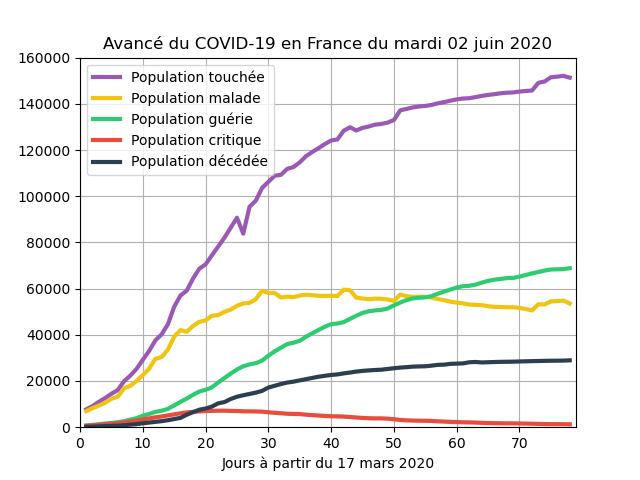 Avancé du COVID-19 en France du mardi 02 juin 2020
160000
140000
120000
100000
80000
60000
40000
20000
0
Population touchée
Population malade
Population guérie
Population critique
Population décédée
0 10 20 30 40 50 60 70
Jours à partir du 17 mars 2020